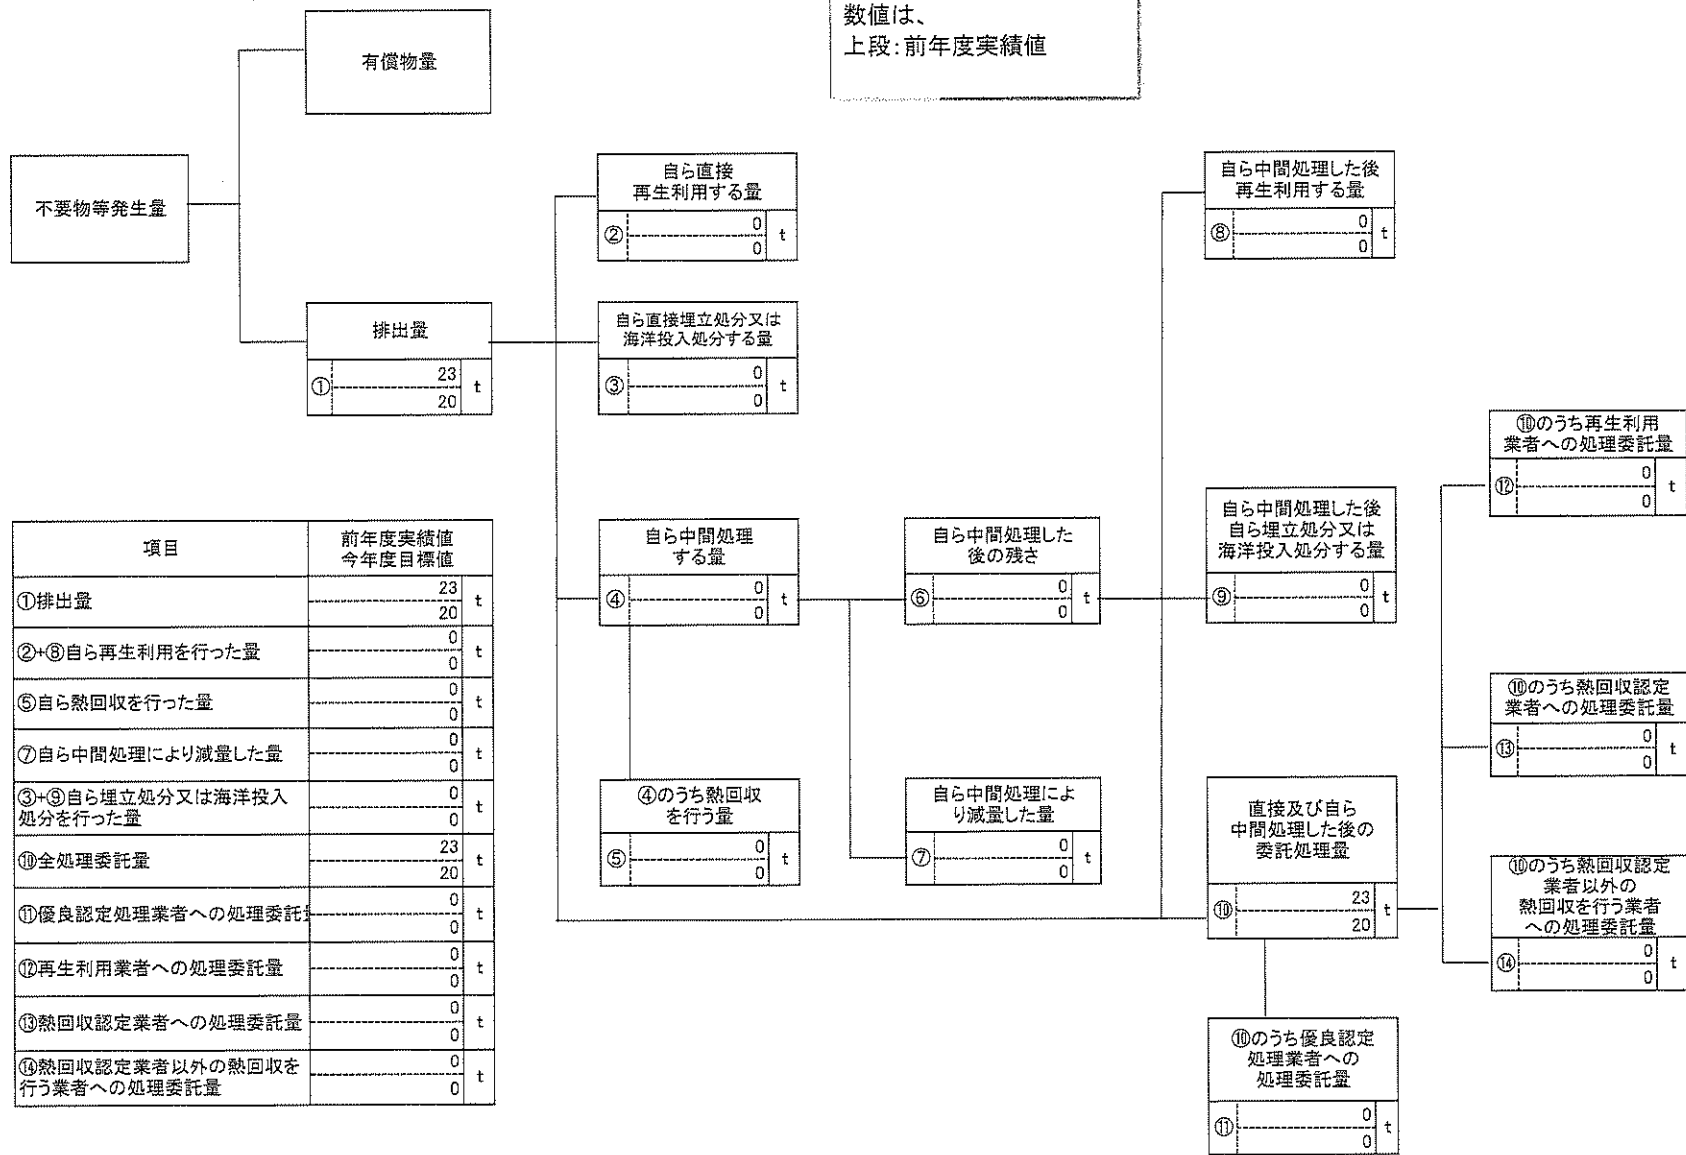 数値は、
上段：前年度実績値
有償物量
不要物等発生量
排出量
①
23
20
t
自ら直接
再生利用する量
②
0
0
t
自ら直接埋立処分又は
海洋投入処分する量
③
0
0
t
自ら中間処理
する量
④
0
0
t
④のうち熱回収
を行う量
⑤
0
0
t
自ら中間処理した
後の残さ
⑥
0
0
t
自ら中間処理によ
り減量した量
⑦
0
0
t
自ら中間処理した後
再生利用する量
⑧
0
0
t
自ら中間処理した後
自ら埋立処分又は
海洋投入処分する量
⑨
0
0
t
直接及び自ら
中間処理した後の
委託処理量
⑩
23
20
t
⑩のうち優良認定
処理業者への
処理委託量
⑪
0
0
t
⑩のうち再生利用
業者への処理委託量
⑫
0
0
t
⑩のうち熱回収認定
業者への処理委託量
⑬
0
0
t
⑩のうち熱回収認定
業者以外の
熱回収を行う業者
への処理委託量
⑭
0
0
t
項目
前年度実績値
今年度目標値
①排出量
23
20
t
②+⑧自ら再生利用を行った量
0
0
t
⑤自ら熱回収を行った量
0
0
t
⑦自ら中間処理により減量した量
0
0
t
③+⑨自ら埋立処分又は海洋投入
処分を行った量
0
0
t
⑩全処理委託量
23
20
t
⑪優良認定処理業者への処理委託
0
0
t
⑫再生利用業者への処理委託量
0
0
t
⑬熱回収認定業者への処理委託量
0
0
t
⑭熱回収認定業者以外の熱回収を
行う業者への処理委託量
0
0
t